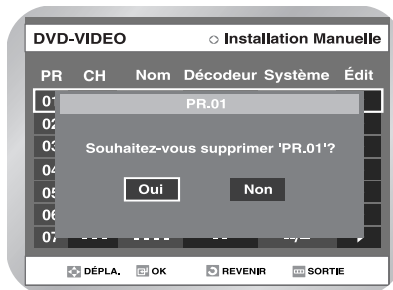 DVD-VIDEO Installation Manuelle
PR CH Nom Décodeur Système Édit
01
PR.01
02
03 Souhaitez-vous supprimer 'PR.01'?
04
05 Oui Non
06
07 --- ---- -- --/--
DÉPLA. OK REVENIR SORTIE